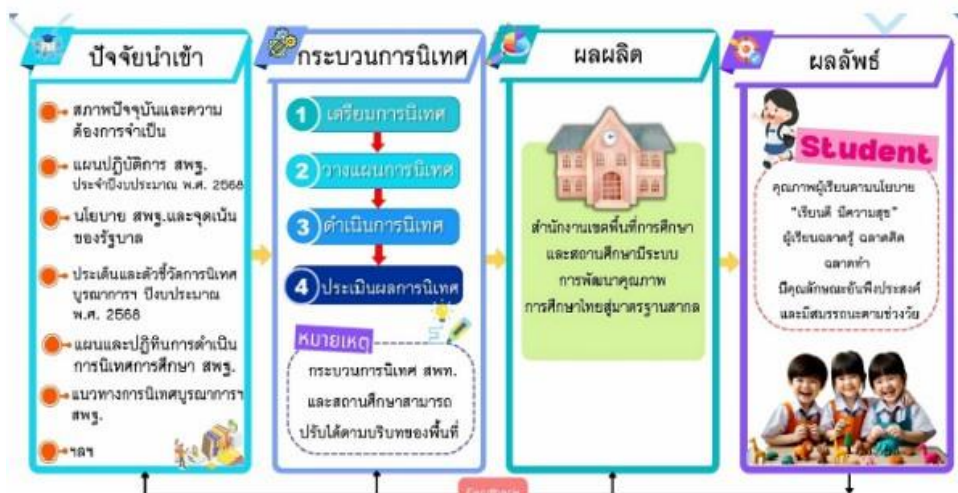 ปัจจัยนำเข้า
สภาพปัจจุบันและความ
ต้องการจำเป็น
แผนปฏิบัติการ สพฐ.
ประจำปีงบประมาณ พ.ศ. 2568
นโยบาย สพฐ.และจุดเน้น
ของรัฐบาล
ประเด็นและตัวชี้วัดการนิเทศ
บูรณาการฯ ปีงบประมาณ
พ.ศ. 2568
แผนและปฏิทินการดำเนิน
การนิเทศการศึกษา สพฐ.
แนวทางการนิเทศบูรณาการฯ
สพฐ.
ฯลฯ
กระบวนการนิเทศ
1 เตรียมการนิเทศ
2 วางแผนการนิเทศ
3 ดำเนินการนิเทศ
4 ประเมินผลการนิเทศ
หมายเหตุ
กระบวนการนิเทศ สพท.
และสถานศึกษาสามารถ
ปรับได้ตามบริบทของพื้นที่
ผลผลิต
สำนักงานเขตพื้นที่การศึกษา
และสถานศึกษามีระบบ
การพัฒนาคุณภาพ
การศึกษาไทยสู่มาตรฐานสากล
ผลลัพธ์
Student
คุณภาพผู้เรียนตามนโยบาย
"เรียนดี มีความสุข"
ผู้เรียนฉลาดรู้ ฉลาดคิด
ฉลาดทำ
มีคุณลักษณะอันพึงประสงค์
และมีสมรรถนะตามช่วงวัย
Feedback